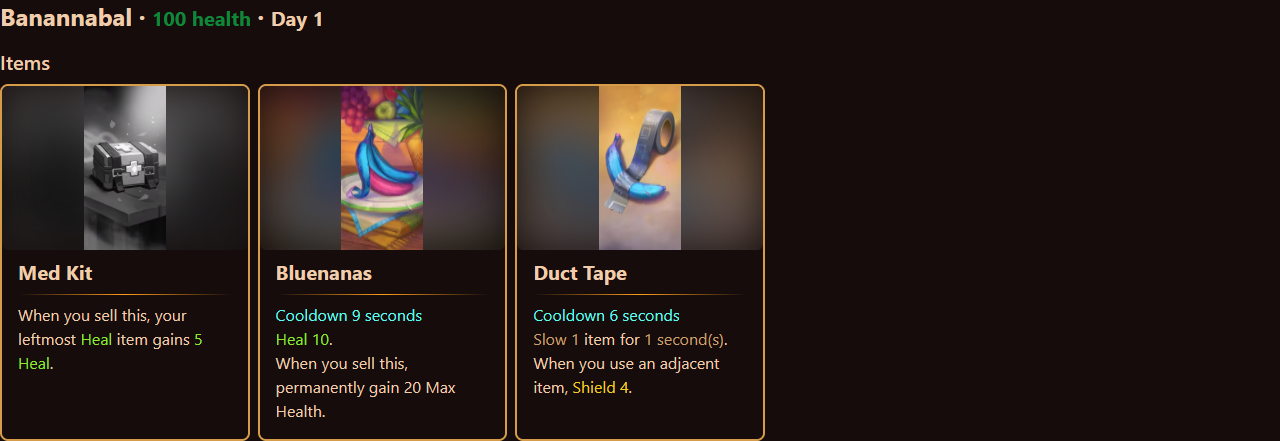 Banannabal · 100 health · Day 1
Items
Med Kit
When you sell this, your
leftmost Heal item gains 5
Heal.
Bluenanas
Cooldown 9 seconds
Heal 10.
When you sell this,
permanently gain 20 Max
Health.
Duct Tape
Cooldown 6 seconds
Slow 1 item for 1 second(s).
When you use an adjacent
item, Shield 4.